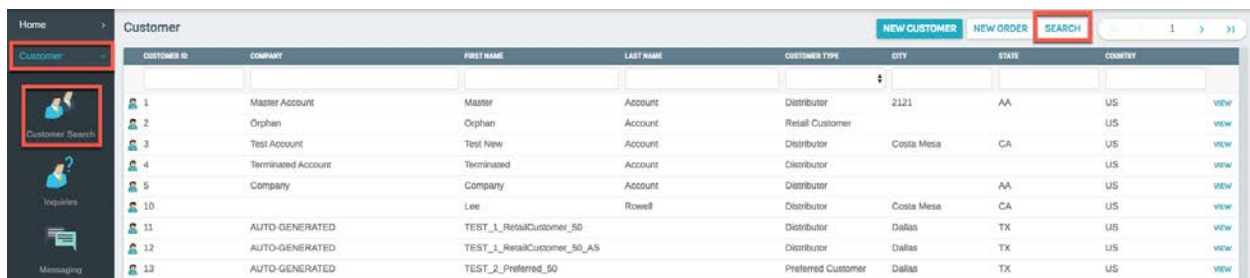 Home > Customer NEW CUSTOMER NEW ORDER SEARCH 1
Customer
CUSTOMER ID COMPANY FIRST NAME LAST NAME CUSTOMER TYPE CITY STATE COUNTRY
1 Master Account Master Account Distributor 2121 AA US VIEW
2 Orphan Orphan Account Retail Customer US VIEW
3 Test Account Test New Account Distributor Costa Mesa CA US VIEW
4 Terminated Account Terminated Account Distributor US VIEW
5 Company Company Account Distributor AA US VIEW
10 Lee Rowell Distributor Costa Mesa CA US VIEW
11 AUTO-GENERATED TEST_1_RetailCustomer_50 Distributor Dallas TX US VIEW
12 AUTO-GENERATED TEST_1_RetailCustomer_50_AS Distributor Dallas TX US VIEW
13 AUTO-GENERATED TEST_2_Preferred_50 Preferred Customer Dallas TX US VIEW
Customer Search
Inquiries
Messaging